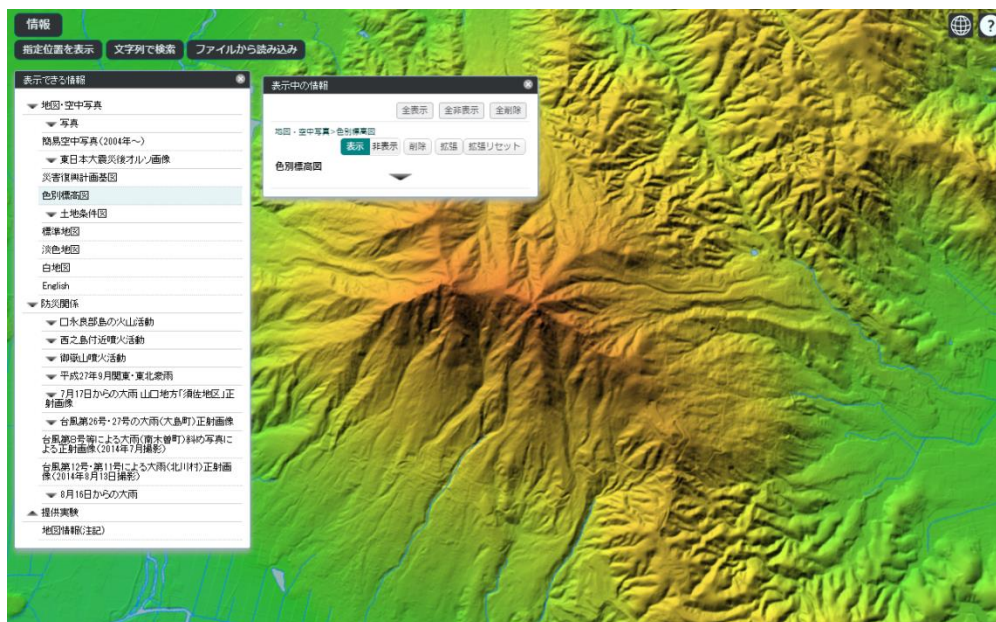 情報
指定位置を表示
文字列で検索
ファイルから読み込み
?
表示できる情報
地図・空中写真
写真
簡易空中写真(2004年～)
東日本大震災後オルソ画像
災害復興計画基図
色別標高図
土地条件図
標準地図
淡色地図
白地図
English
防災関係
口永良部島の火山活動
西之島付近噴火活動
御嶽山噴火活動
平成27年9月関東・東北豪雨
7月17日からの大雨 山口地方「須佐地区」正
射画像
台風第26号・27号の大雨(大島町)正射画像
台風第8号等による大雨(南木曽町)斜め写真に
よる正射画像(2014年7月撮影)
台風第12号・第11号による大雨(北川村)正射画
像(2014年8月13日撮影)
8月16日からの大雨
提供実験
地図情報(注記)
表示中の情報
全表示
全非表示
全削除
地図・空中写真>色別標高図
表示
非表示
削除
拡張
拡張リセット
色別標高図